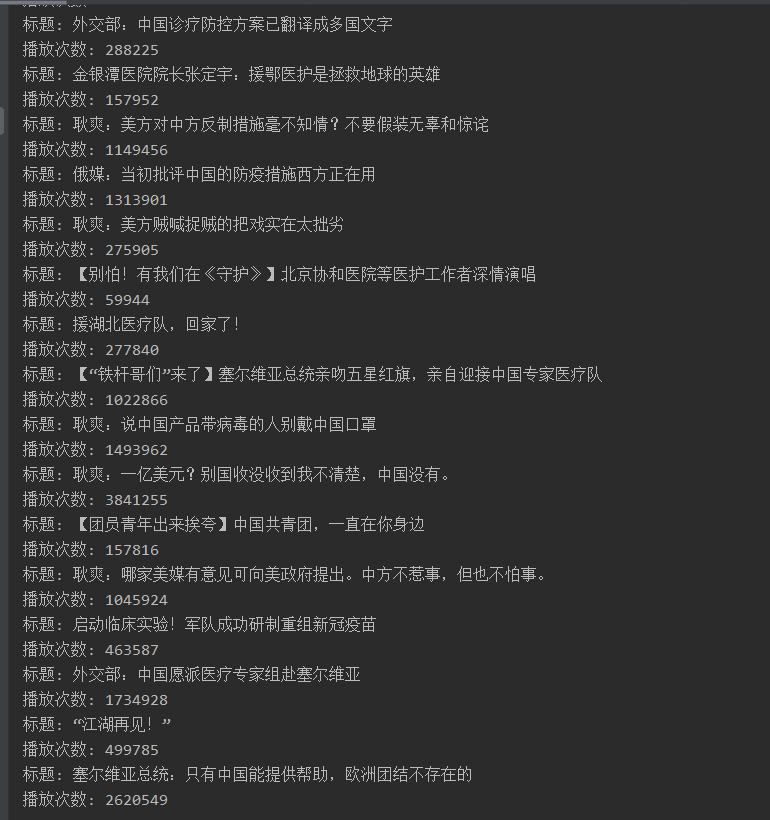 标题: 外交部：中国诊疗防控方案已翻译成多国文字
播放次数: 288225
标题: 金银潭医院院长张定宇：援鄂医护是拯救地球的英雄
播放次数: 157952
标题: 耿爽：美方对中方反制措施毫不知情？不要假装无辜和惊诧
播放次数: 1149456
标题: 俄媒：当初批评中国的防疫措施西方正在用
播放次数: 1313901
标题: 耿爽：美方贼喊捉贼的把戏实在太拙劣
播放次数: 275905
标题: 【别怕！有我们在《守护》】北京协和医院等医护工作者深情演唱
播放次数: 59944
标题: 援湖北医疗队，回家了！
播放次数: 277840
标题: 【“铁杆哥们”来了】塞尔维亚总统亲吻五星红旗，亲自迎接中国专家医疗队
播放次数: 1022866
标题: 耿爽：说中国产品带病毒的人别戴中国口罩
播放次数: 1493962
标题: 耿爽：一亿美元？别国收没收到我不清楚，中国没有。
播放次数: 3841255
标题: 【团员青年出来挨夸】中国共青团，一直在你身边
播放次数: 157816
标题: 耿爽：哪家美媒有意见可向美政府提出。中方不惹事，但也不怕事。
播放次数: 1045924
标题: 启动临床实验！军队成功研制重组新冠疫苗
播放次数: 463587
标题: 外交部：中国愿派医疗专家组赴塞尔维亚
播放次数: 1734928
标题: “江湖再见！”
播放次数: 499785
标题: 塞尔维亚总统：只有中国能提供帮助，欧洲团结不存在的
播放次数: 2620549